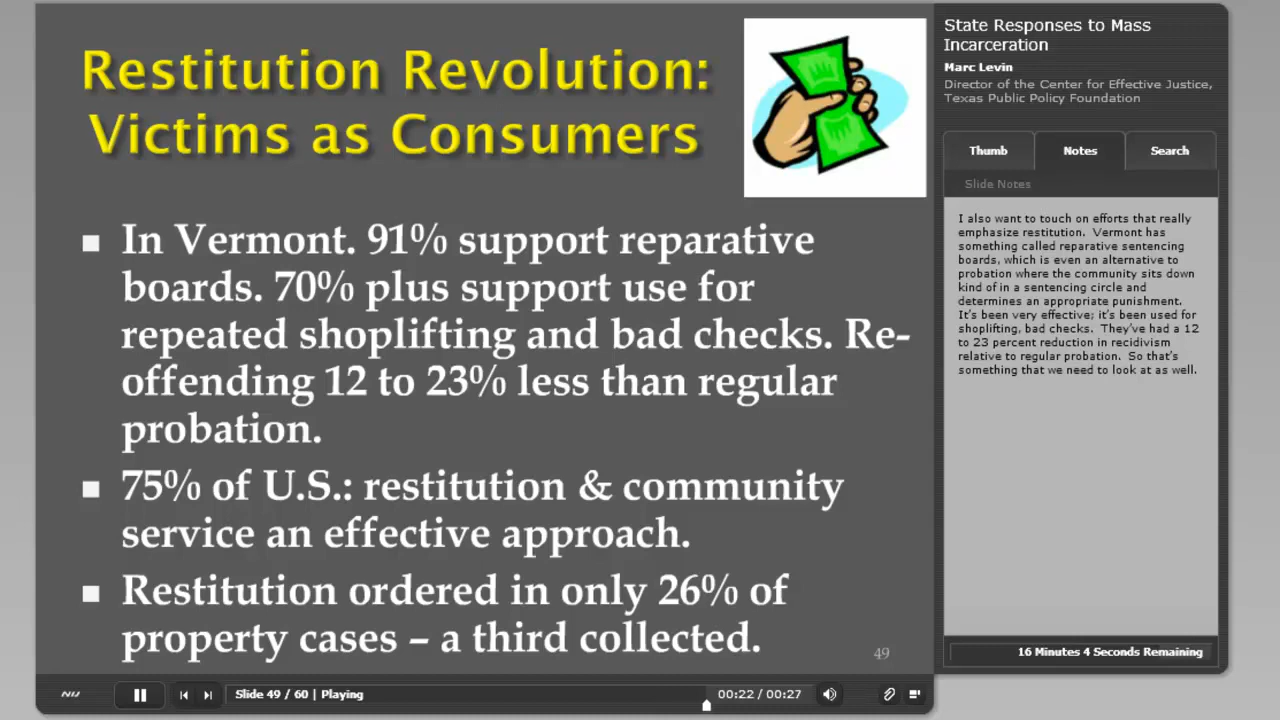 Restitution Revolution:
Victims as Consumers
■ In Vermont. 91% support reparative
boards. 70% plus support use for
repeated shoplifting and bad checks. Re-
offending 12 to 23% less than regular
probation.
■ 75% of U.S.: restitution & community
service an effective approach.
■ Restitution ordered in only 26% of
property cases – a third collected.
49
Slide 49 / 60 | Playing
00:22 / 00:27
State Responses to Mass
Incarceration
Marc Levin
Director of the Center for Effective Justice,
Texas Public Policy Foundation
Thumb Notes Search
Slide Notes
I also want to touch on efforts that really
emphasize restitution. Vermont has
something called reparative sentencing
boards, which is even an alternative to
probation where the community sits down
kind of in a sentencing circle and
determines an appropriate punishment.
It's been very effective; it's been used for
shoplifting, bad checks. They've had a 12
to 23 percent reduction in recidivism
relative to regular probation. So that's
something that we need to look at as well.
16 Minutes 4 Seconds Remaining